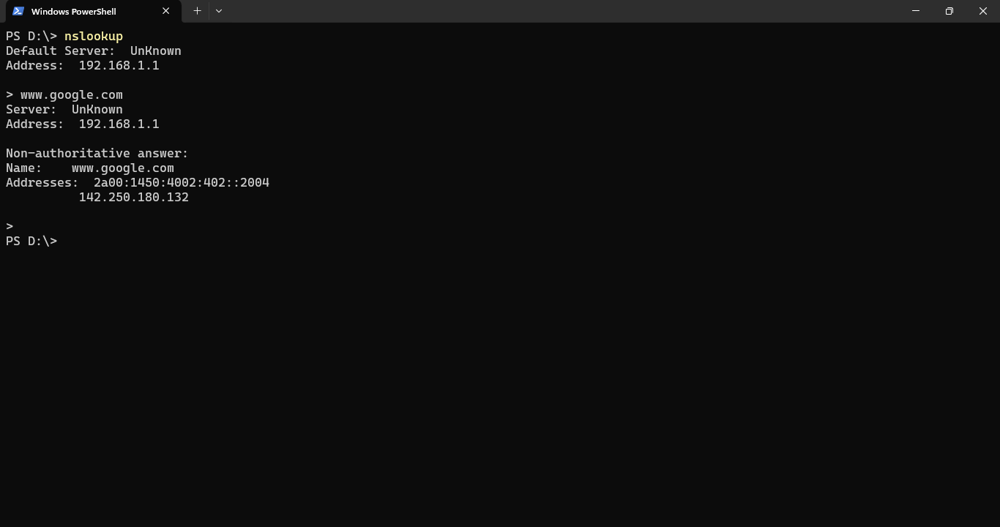 Windows PowerShell
PS D:\> nslookup
Default Server:  UnKnown
Address:  192.168.1.1
> www.google.com
Server:  UnKnown
Address:  192.168.1.1
Non-authoritative answer:
Name:    www.google.com
Addresses:  2a00:1450:4002:402::2004
          142.250.180.132
>
PS D:\>